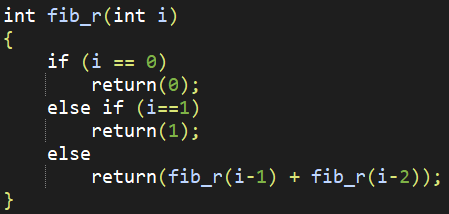 int fib_r(int i)
{
    if (i == 0)
        return(0);
    else if (i==1)
        return(1);
    else
        return(fib_r(i-1) + fib_r(i-2));
}